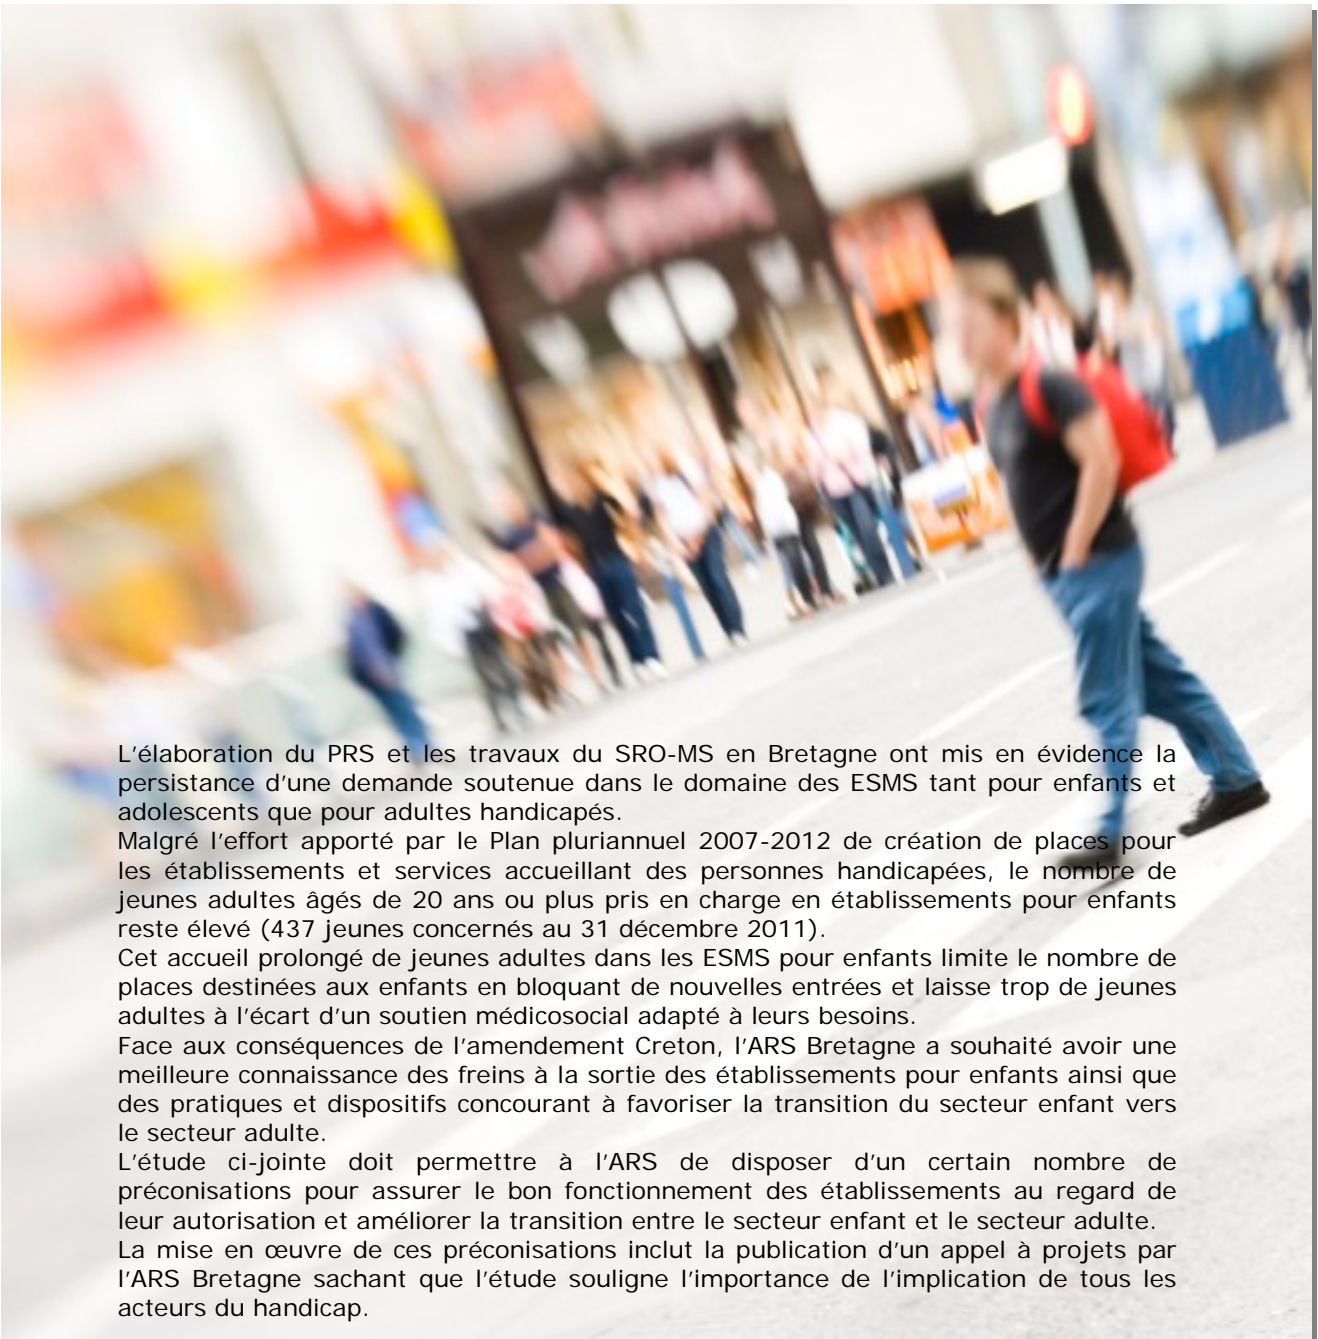 L'élaboration du PRS et les travaux du SRO-MS en Bretagne ont mis en évidence la
persistance d'une demande soutenue dans le domaine des ESMS tant pour enfants et
adolescents que pour adultes handicapés.
Malgré l'effort apporté par le Plan pluriannuel 2007-2012 de création de places pour
les établissements et services accueillant des personnes handicapées, le nombre de
jeunes adultes âgés de 20 ans ou plus pris en charge en établissements pour enfants
reste élevé (437 jeunes concernés au 31 décembre 2011).
Cet accueil prolongé de jeunes adultes dans les ESMS pour enfants limite le nombre de
places destinées aux enfants en bloquant de nouvelles entrées et laisse trop de jeunes
adultes à l'écart d'un soutien médicosocial adapté à leurs besoins.
Face aux conséquences de l'amendement Creton, l'ARS Bretagne a souhaité avoir une
meilleure connaissance des freins à la sortie des établissements pour enfants ainsi que
des pratiques et dispositifs concourant à favoriser la transition du secteur enfant vers
le secteur adulte.
L'étude ci-jointe doit permettre à l'ARS de disposer d'un certain nombre de
préconisations pour assurer le bon fonctionnement des établissements au regard de
leur autorisation et améliorer la transition entre le secteur enfant et le secteur adulte.
La mise en œuvre de ces préconisations inclut la publication d'un appel à projets par
l'ARS Bretagne sachant que l'étude souligne l'importance de l'implication de tous les
acteurs du handicap.